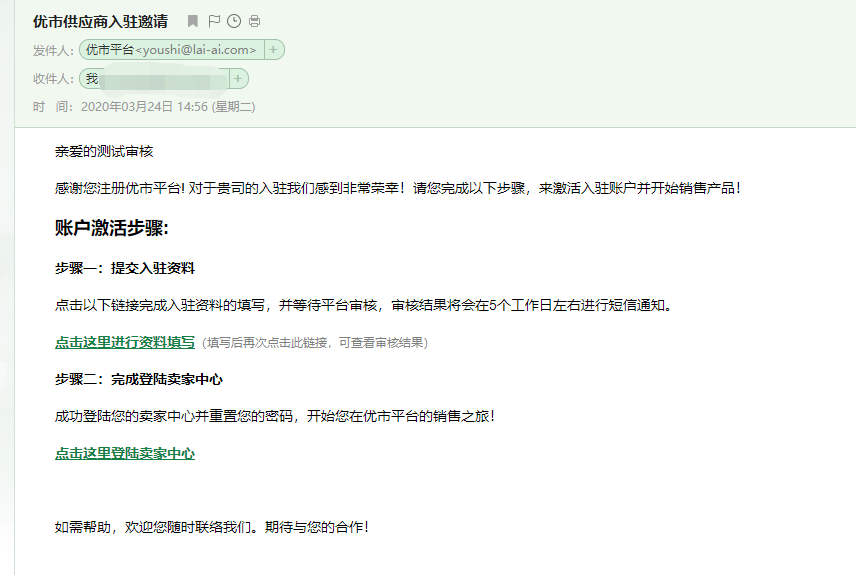 优市供应商入驻邀请
发件人：优市平台<youshi@lai-ai.com> +
收件人：我 +
时 间：2020年03月24日 14:56 (星期二)
亲爱的测试审核
感谢您注册优市平台! 对于贵司的入驻我们感到非常荣幸！请您完成以下步骤，来激活入驻账户并开始销售产品！
账户激活步骤:
步骤一：提交入驻资料
点击以下链接完成入驻资料的填写，并等待平台审核，审核结果将会在5个工作日左右进行短信通知。
点击这里进行资料填写（填写后再次点击此链接，可查看审核结果）
步骤二：完成登陆卖家中心
成功登陆您的卖家中心并重置您的密码，开始您在优市平台的销售之旅！
点击这里登陆卖家中心
如需帮助，欢迎您随时联络我们。期待与您的合作！